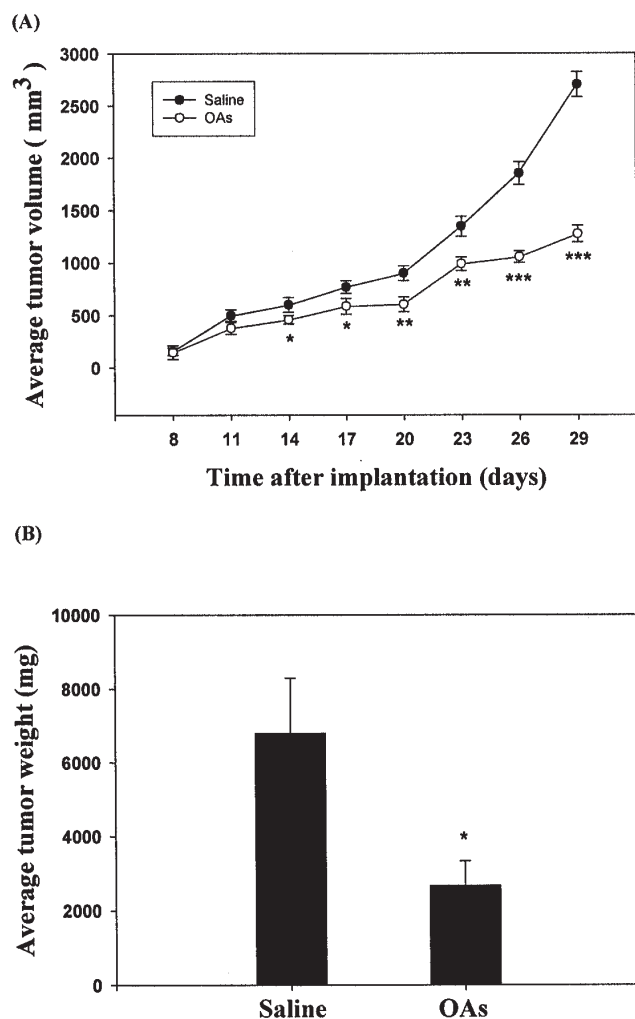 (A)
Average tumor volume ( mm3 )
3000
2500
2000
1500
1000
500
0
Saline
OAs
*
*
**
**
***
***
8 11 14 17 20 23 26 29
Time after implantation (days)
(B)
Average tumor weight (mg)
10000
8000
6000
4000
2000
0
*
Saline OAs